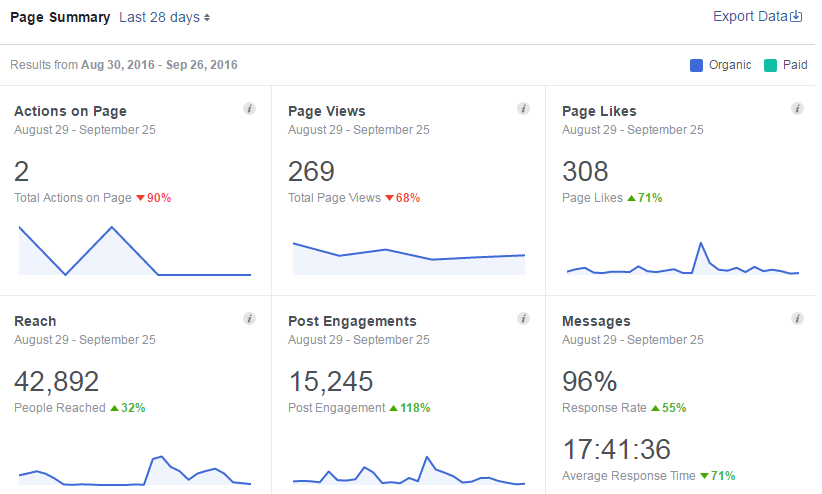 Page Summary Last 28 days
Export Data
Results from Aug 30, 2016 - Sep 26, 2016
Organic Paid
Actions on Page
August 29 - September 25
2
Total Actions on Page ▼90%
Page Views
August 29 - September 25
269
Total Page Views ▼68%
Page Likes
August 29 - September 25
308
Page Likes ▲71%
Reach
August 29 - September 25
42,892
People Reached ▲32%
Post Engagements
August 29 - September 25
15,245
Post Engagement ▲118%
Messages
August 29 - September 25
96%
Response Rate ▲55%
17:41:36
Average Response Time ▼71%